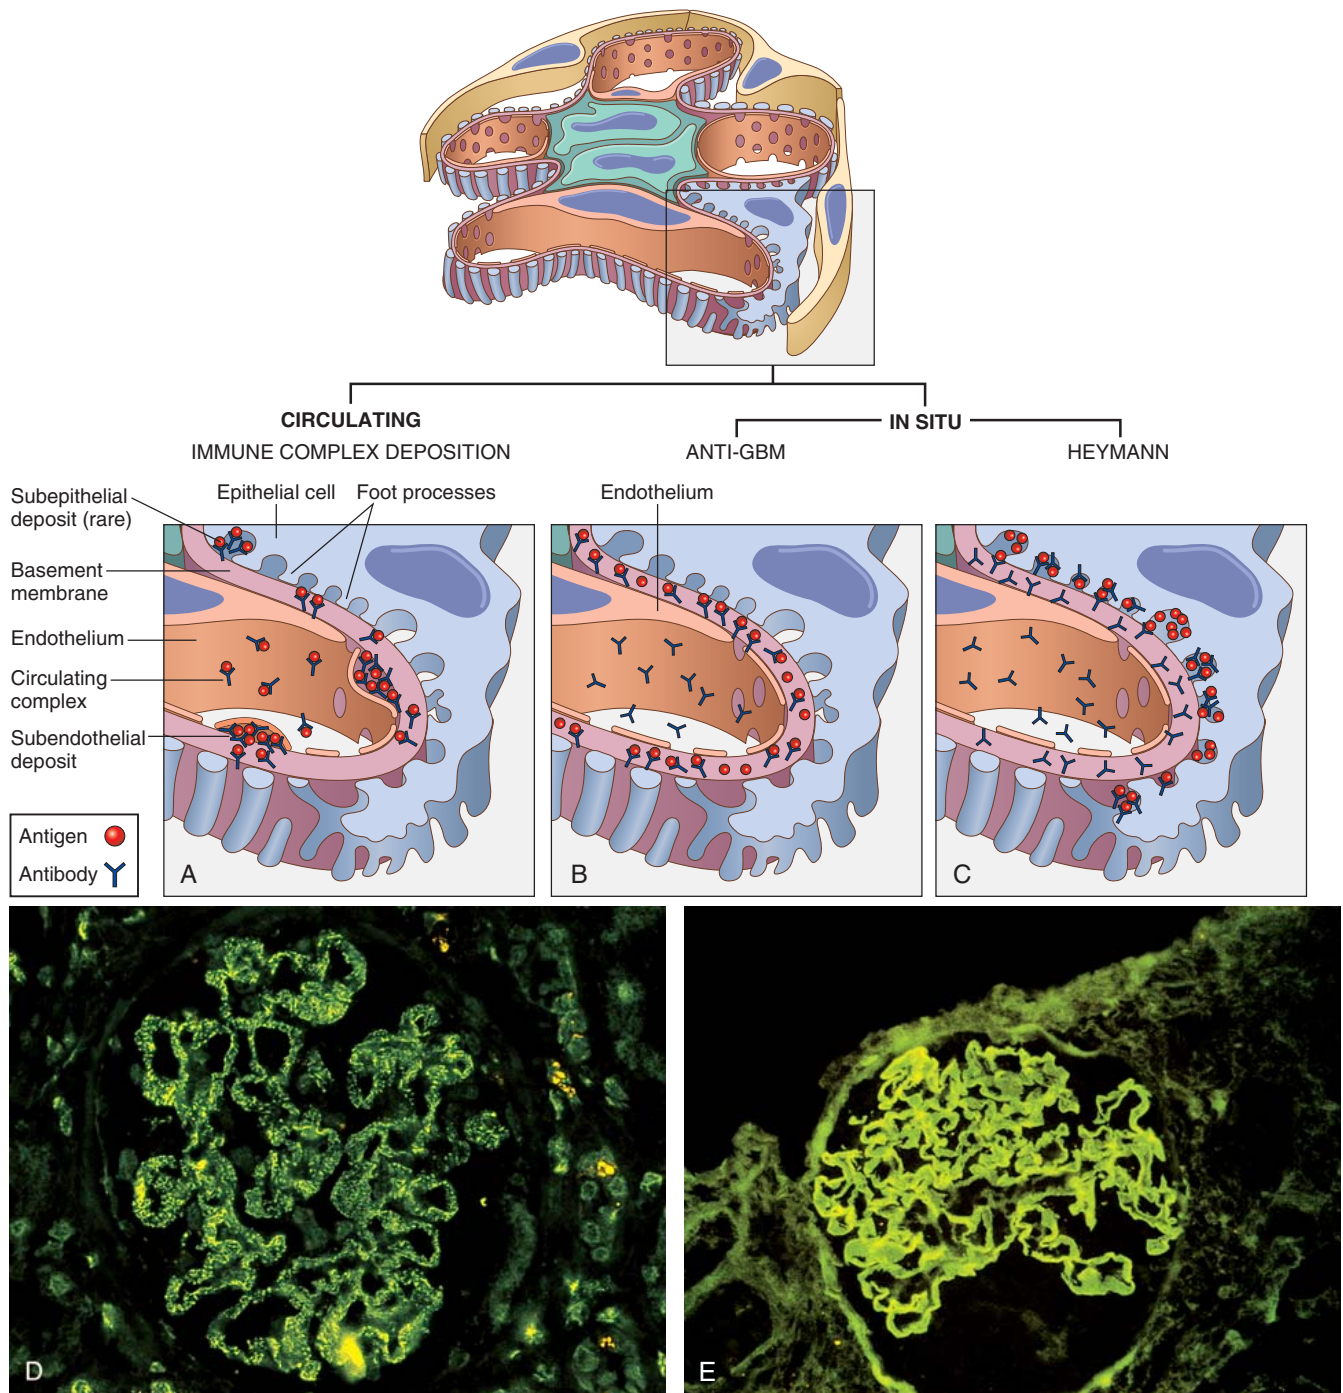 CIRCULATING
IMMUNE COMPLEX DEPOSITION
IN SITU
ANTI-GBM
HEYMANN
Subepithelial
deposit (rare)
Epithelial cell
Foot processes
Endothelium
Basement
membrane
Endothelium
Circulating
complex
Subendothelial
deposit
Antigen
Antibody
A
B
C
D
E